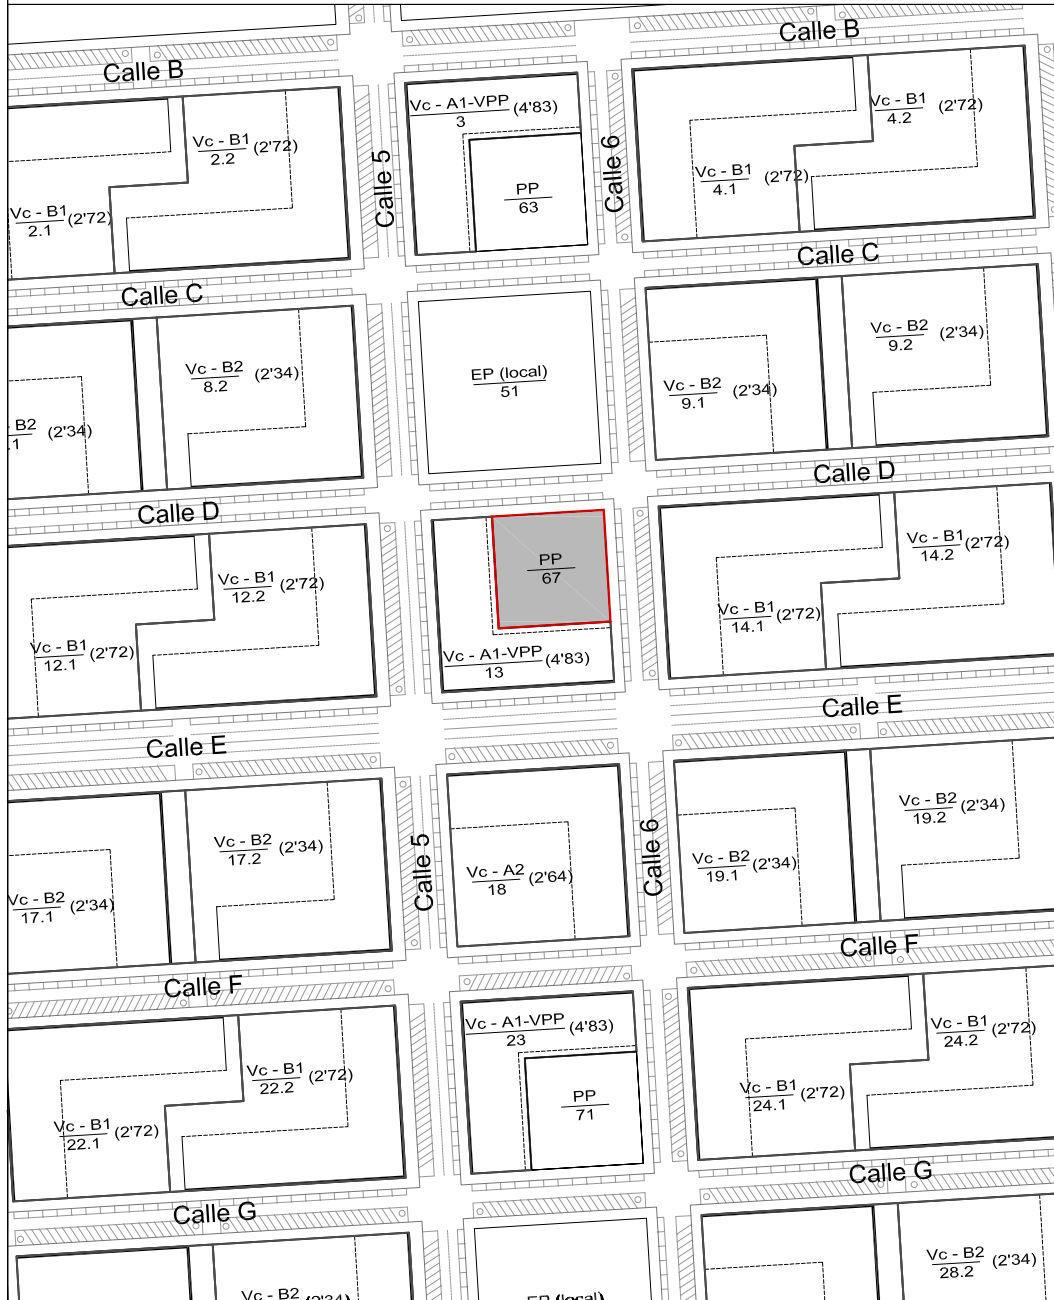 Calle B
Calle B
Vc - B1 (2'72)
2.2
Vc - B1 (2'72)
2.1
Calle 5
Vc - A1-VPP (4'83)
3
PP
63
Calle 6
Vc - B1 (2'72)
4.2
Vc - B1 (2'72)
4.1
Calle C
Calle C
Vc - B2 (2'34)
8.2
B2 (2'34)
.1
EP (local)
51
Vc - B2 (2'34)
9.2
Vc - B2 (2'34)
9.1
Calle D
Calle D
Vc - B1 (2'72)
12.2
Vc - B1 (2'72)
12.1
PP
67
Vc - A1-VPP (4'83)
13
Vc - B1 (2'72)
14.2
Vc - B1 (2'72)
14.1
Calle E
Calle E
Vc - B2 (2'34)
17.2
Vc - B2 (2'34)
17.1
Calle 5
Vc - A2 (2'64)
18
Calle 6
Vc - B2 (2'34)
19.2
Vc - B2 (2'34)
19.1
Calle F
Calle F
Vc - B1 (2'72)
22.2
Vc - B1 (2'72)
22.1
Vc - A1-VPP (4'83)
23
PP
71
Vc - B1 (2'72)
24.2
Vc - B1 (2'72)
24.1
Calle G
Calle G
Vc - B2 (2'34)
28.2
Vc - B2 (2'34)
EP (local)